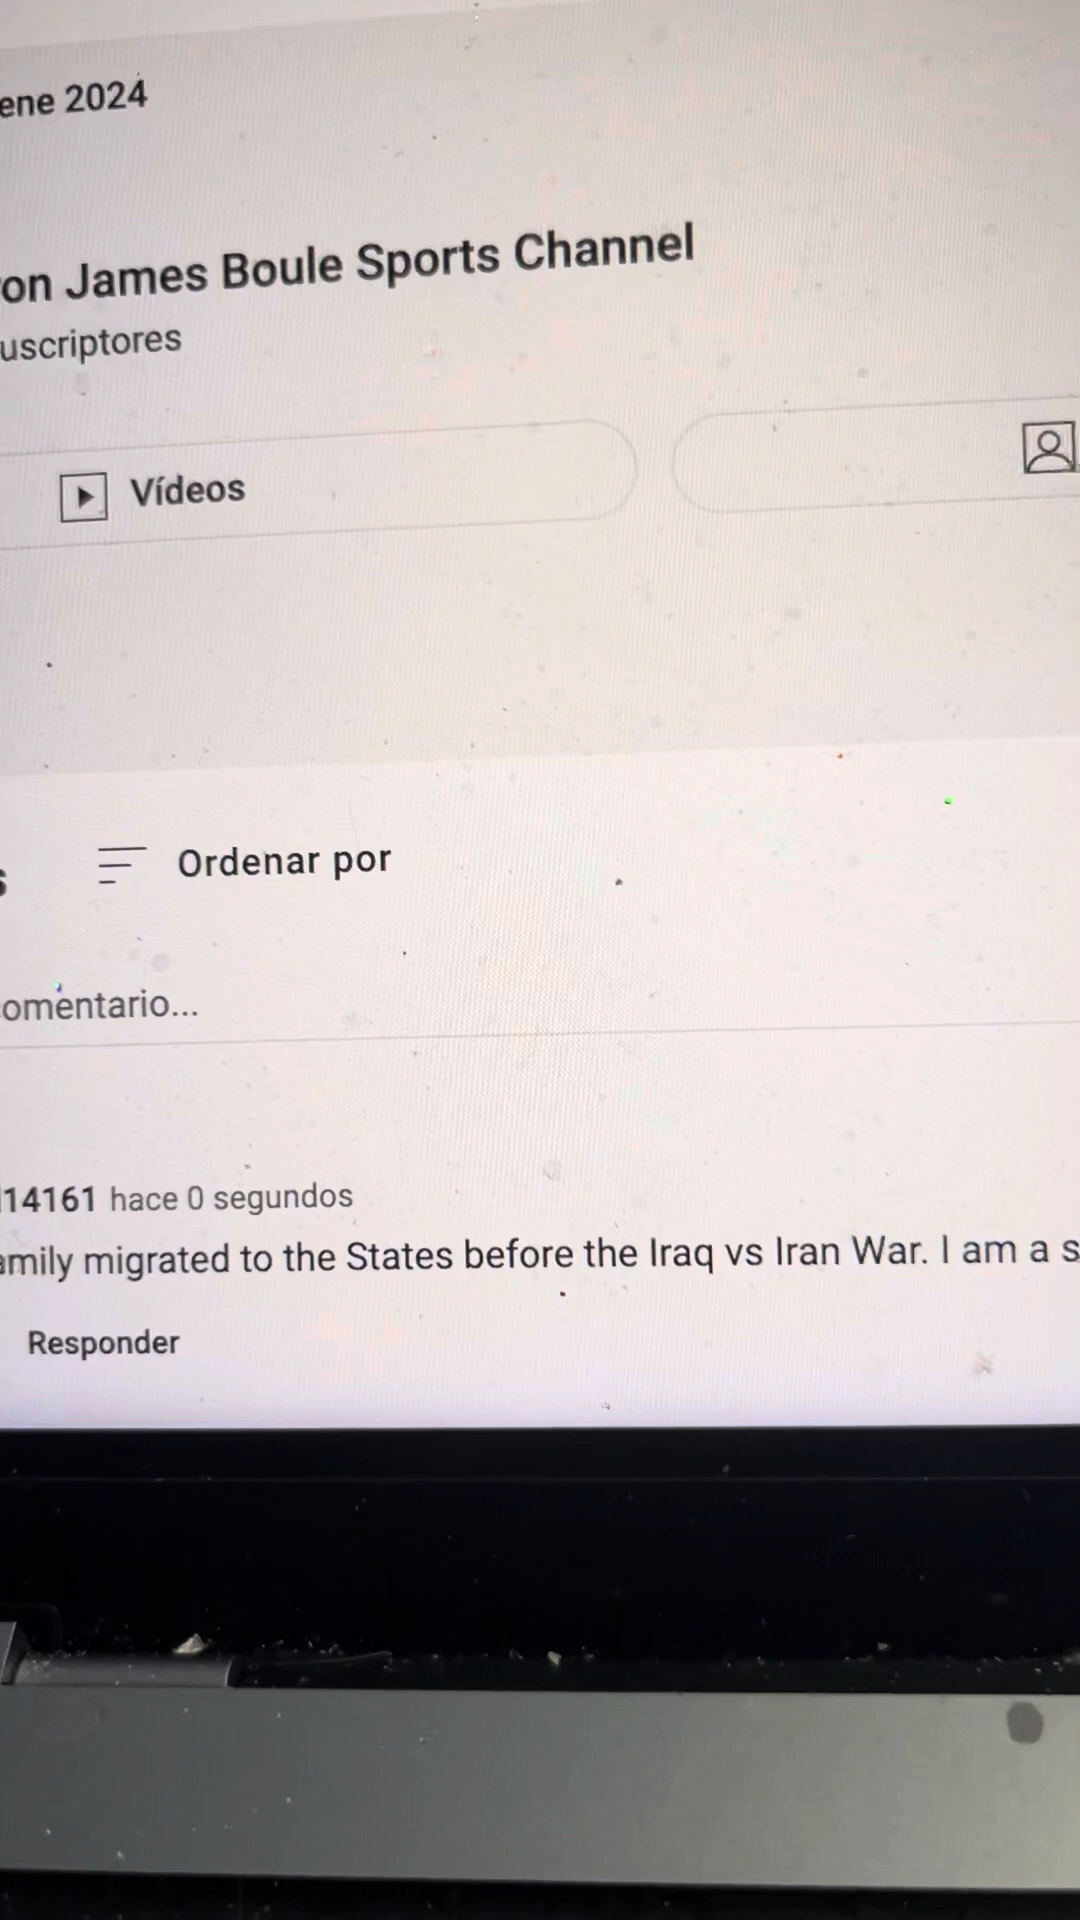 ene 2024
on James Boule Sports Channel
uscriptores
Vídeos
Ordenar por
omentario...
14161 hace 0 segundos
amily migrated to the States before the Iraq vs Iran War. I am a s
Responder